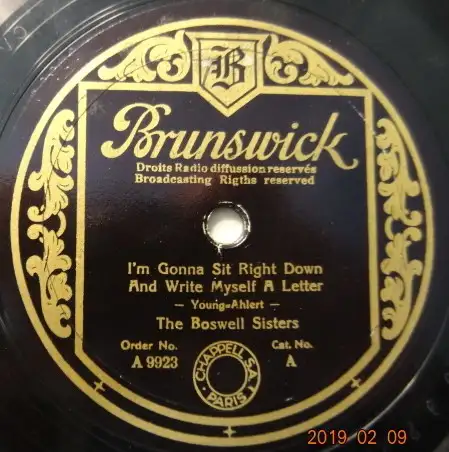 B
Brunswick
Droits Radio diffussion reservés
Broadcasting Rigths reserved
I'm Gonna Sit Right Down
And Write Myself A Letter
— Young-Ahlert —
The Boswell Sisters
Order No. Cat. No.
A 9923 A
CHAPPELL S.A.
PARIS
2019 02 09